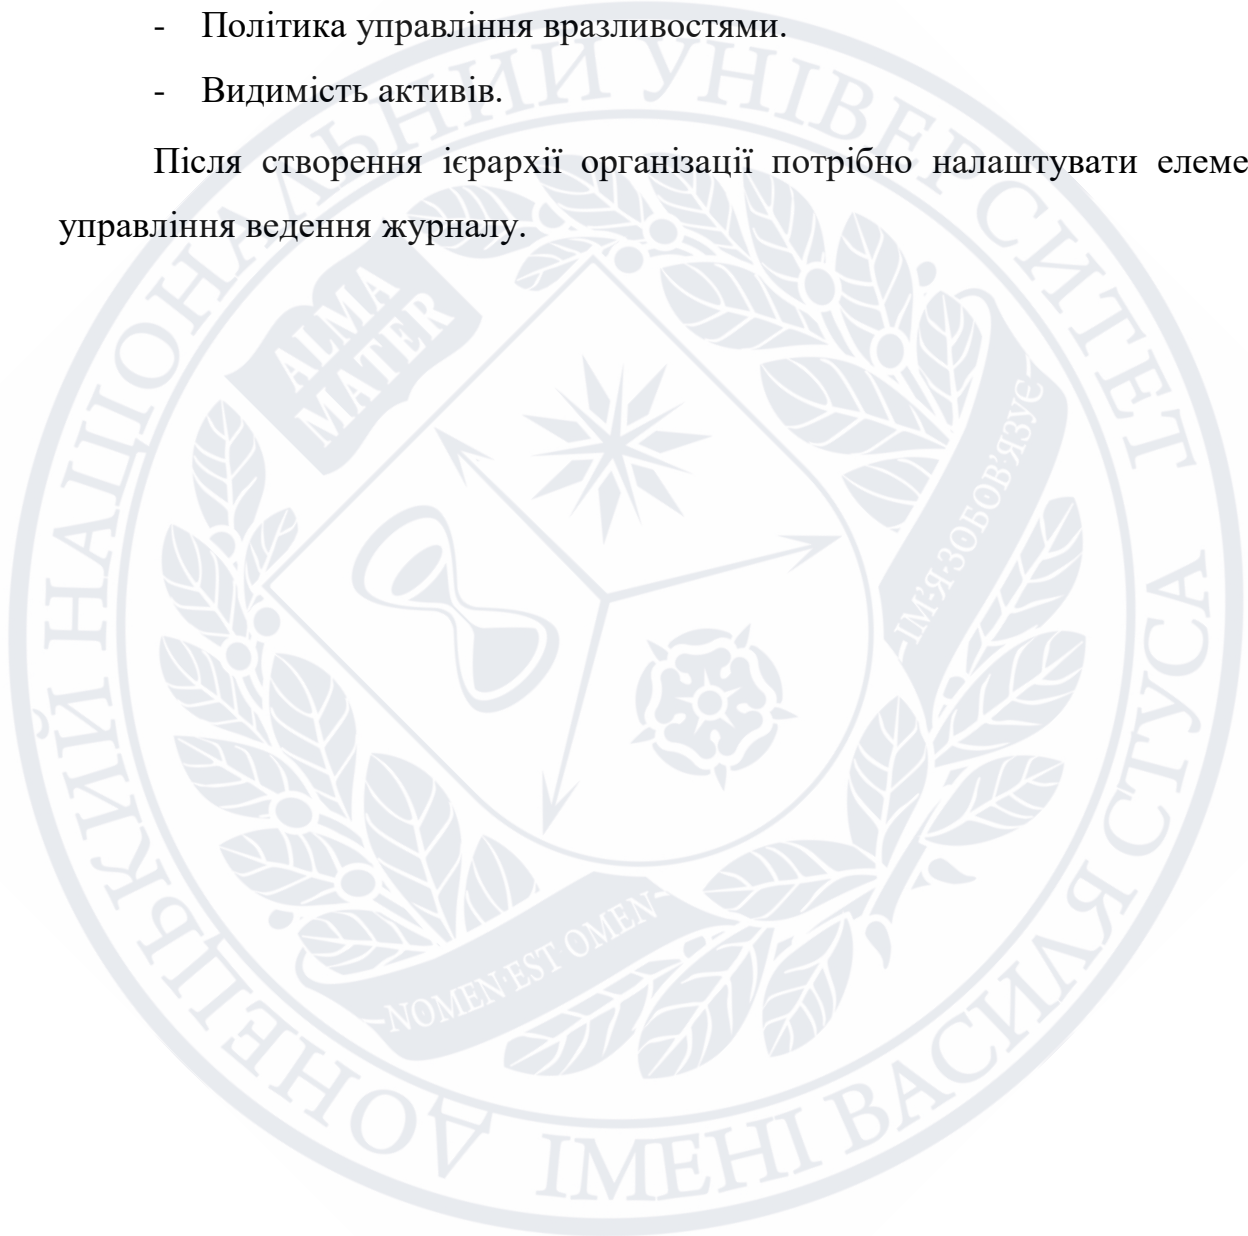 - Політика управління вразливостями.
- Видимість активів.
Після створення ієрархії організації потрібно налаштувати елеме
управління ведення журналу.
ДОНЕЦЬКИЙ НАЦІОНАЛЬНИЙ УНІВЕРСИТЕТ ІМЕНІ ВАСИЛЯ СТУСА
ALMA
MATER
ІМ'Я·ЗОБОВ'ЯЗУЄ
NOMEN·EST OMEN